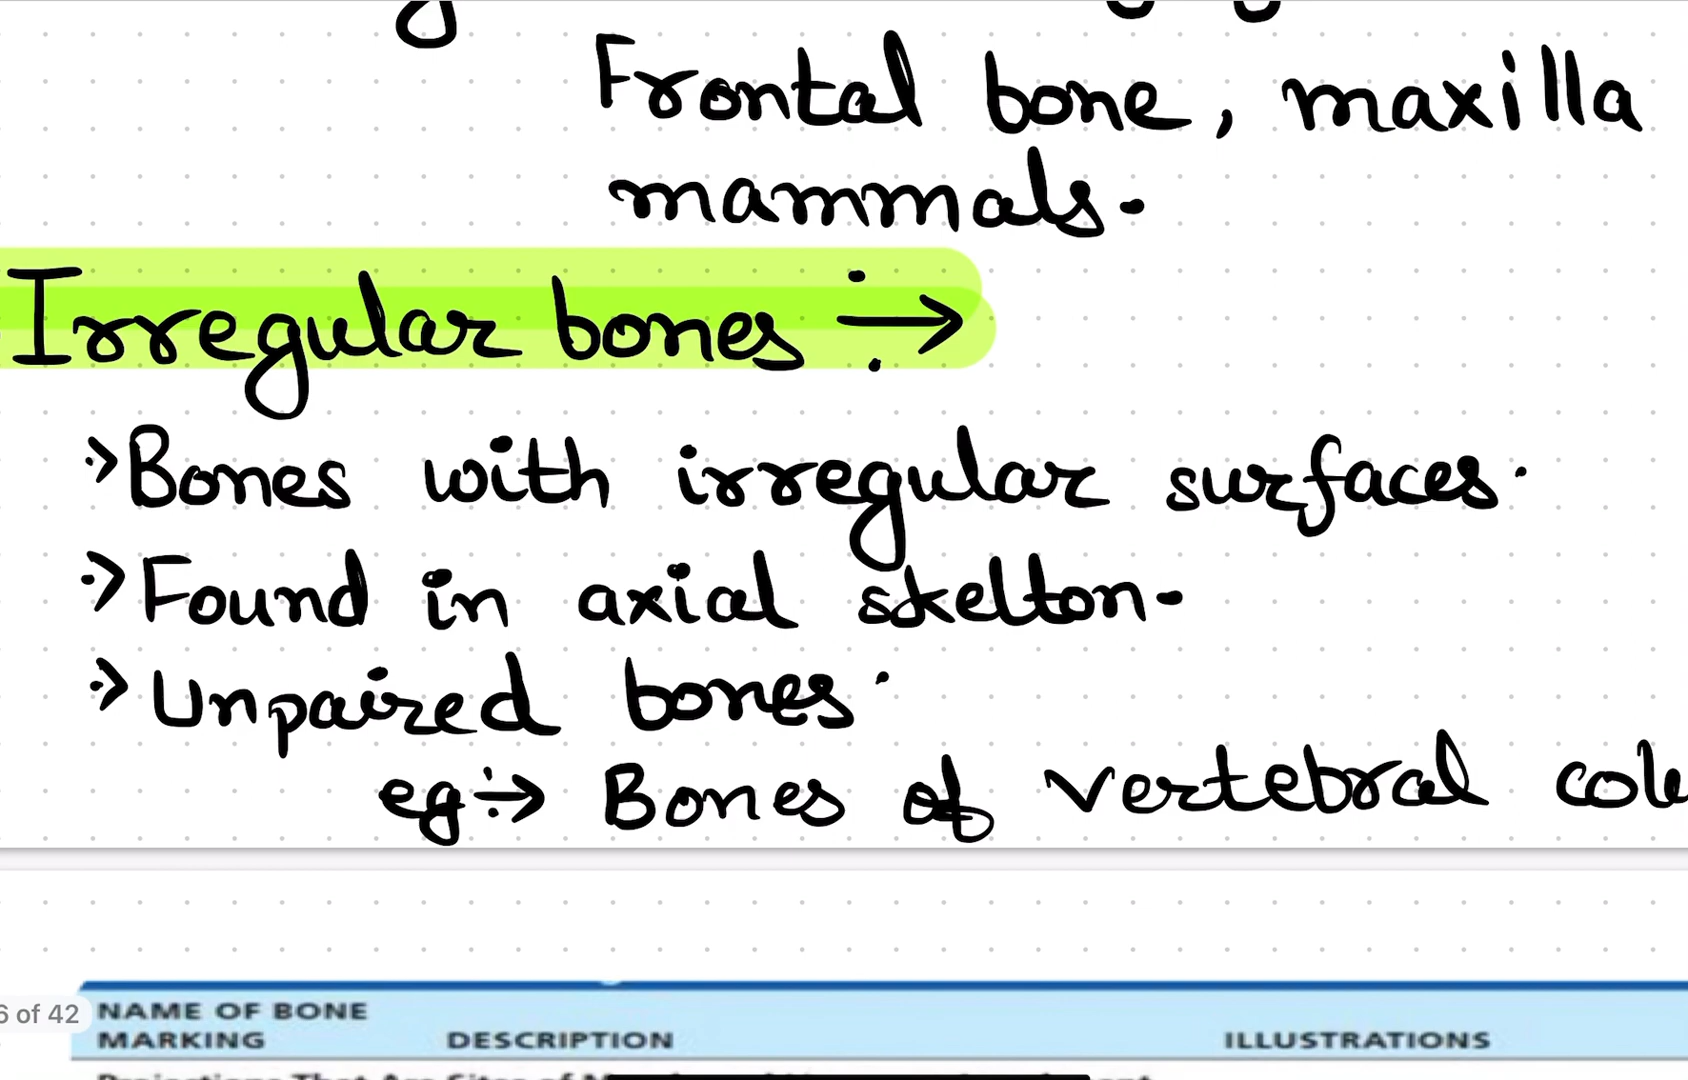 Frontal bone, maxilla
mammals.
Irregular bones ÷→
Bones with irregular surfaces.
Found in axial skelton.
Unpaired bones.
eg ÷→ Bones of vertebral
6 of 42
NAME OF BONE
MARKING DESCRIPTION ILLUSTRATIONS